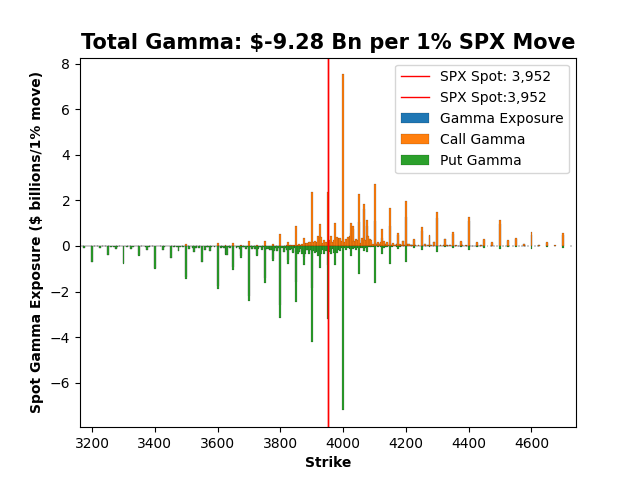 Total Gamma: $-9.28 Bn per 1% SPX Move
8
6
4
2
0
−2
−4
−6
Spot Gamma Exposure ($ billions/1% move)
SPX Spot: 3,952
SPX Spot:3,952
Gamma Exposure
Call Gamma
Put Gamma
3200 3400 3600 3800 4000 4200 4400 4600
Strike